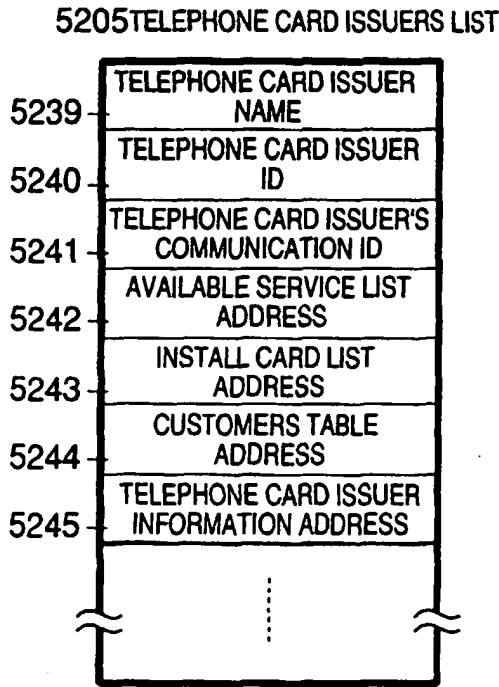 5205TELEPHONE CARD ISSUERS LIST
TELEPHONE CARD ISSUER
5239 NAME
TELEPHONE CARD ISSUER
5240 ID
TELEPHONE CARD ISSUER'S
5241 COMMUNICATION ID
AVAILABLE SERVICE LIST
5242 ADDRESS
INSTALL CARD LIST
5243 ADDRESS
CUSTOMERS TABLE
5244 ADDRESS
TELEPHONE CARD ISSUER
5245 INFORMATION ADDRESS